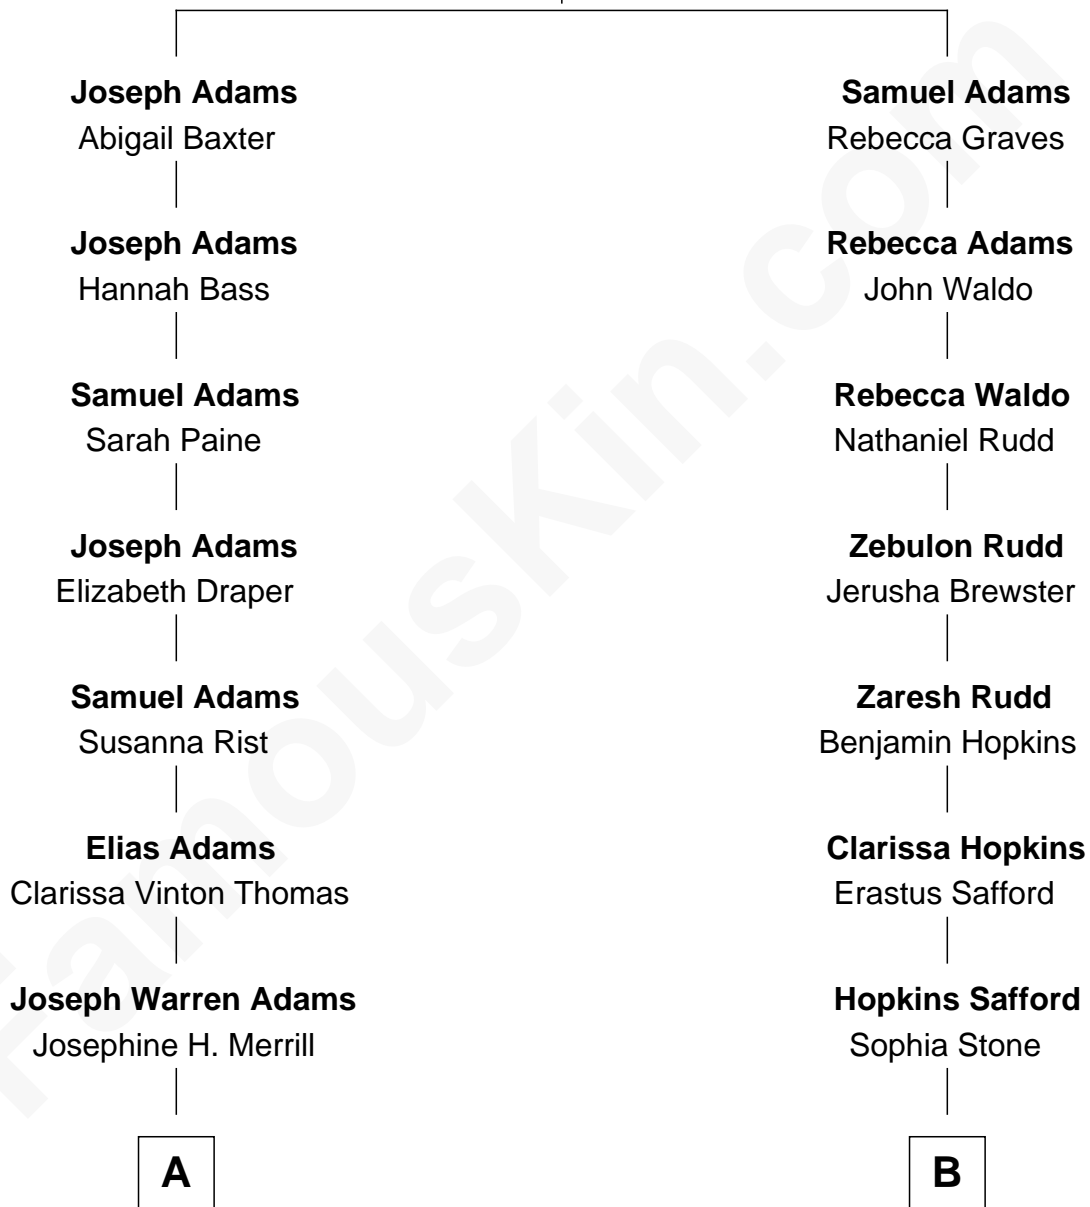 Joseph Adams
Abigail Baxter
Joseph Adams
Hannah Bass
Samuel Adams
Sarah Paine
Joseph Adams
Elizabeth Draper
Samuel Adams
Susanna Rist
Elias Adams
Clarissa Vinton Thomas
Joseph Warren Adams
Josephine H. Merrill
A
Samuel Adams
Rebecca Graves
Rebecca Adams
John Waldo
Rebecca Waldo
Nathaniel Rudd
Zebulon Rudd
Jerusha Brewster
Zaresh Rudd
Benjamin Hopkins
Clarissa Hopkins
Erastus Safford
Hopkins Safford
Sophia Stone
B
FamousKin.com